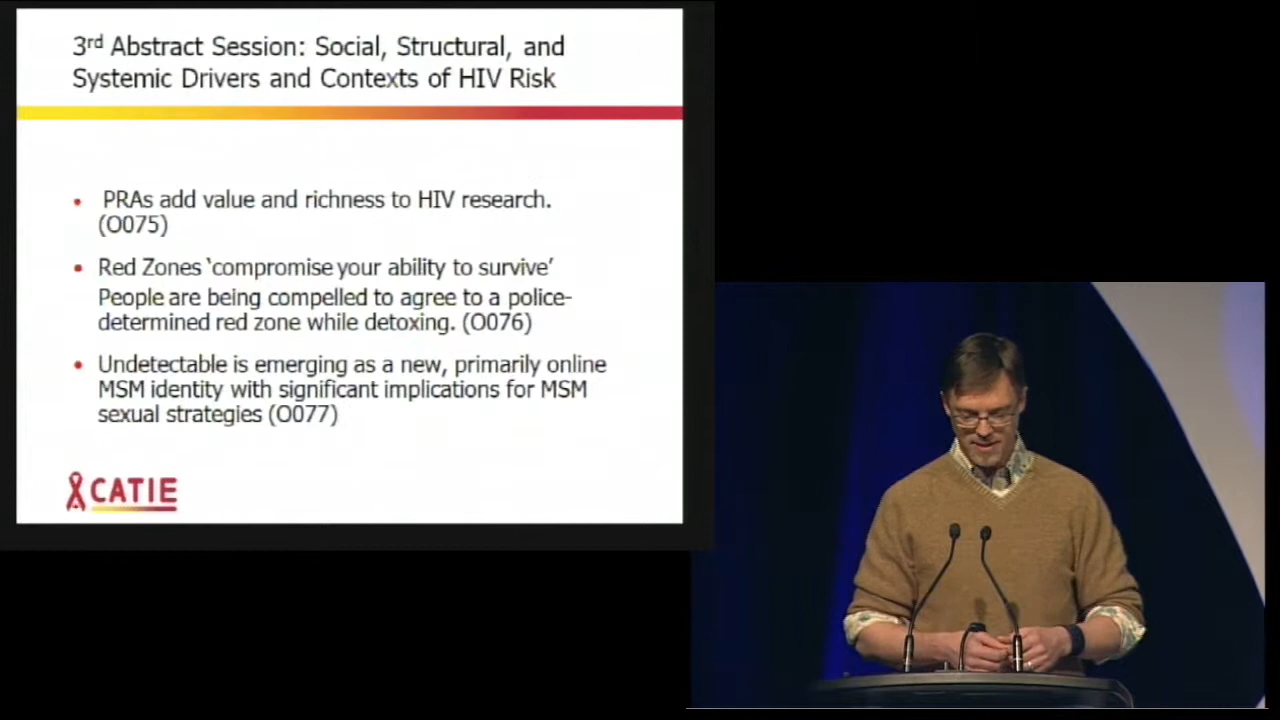 3rd Abstract Session: Social, Structural, and
Systemic Drivers and Contexts of HIV Risk
• PRAs add value and richness to HIV research.
(O075)
• Red Zones ‘compromise your ability to survive’
People are being compelled to agree to a police-
determined red zone while detoxing. (O076)
• Undetectable is emerging as a new, primarily online
MSM identity with significant implications for MSM
sexual strategies (O077)
CATIE